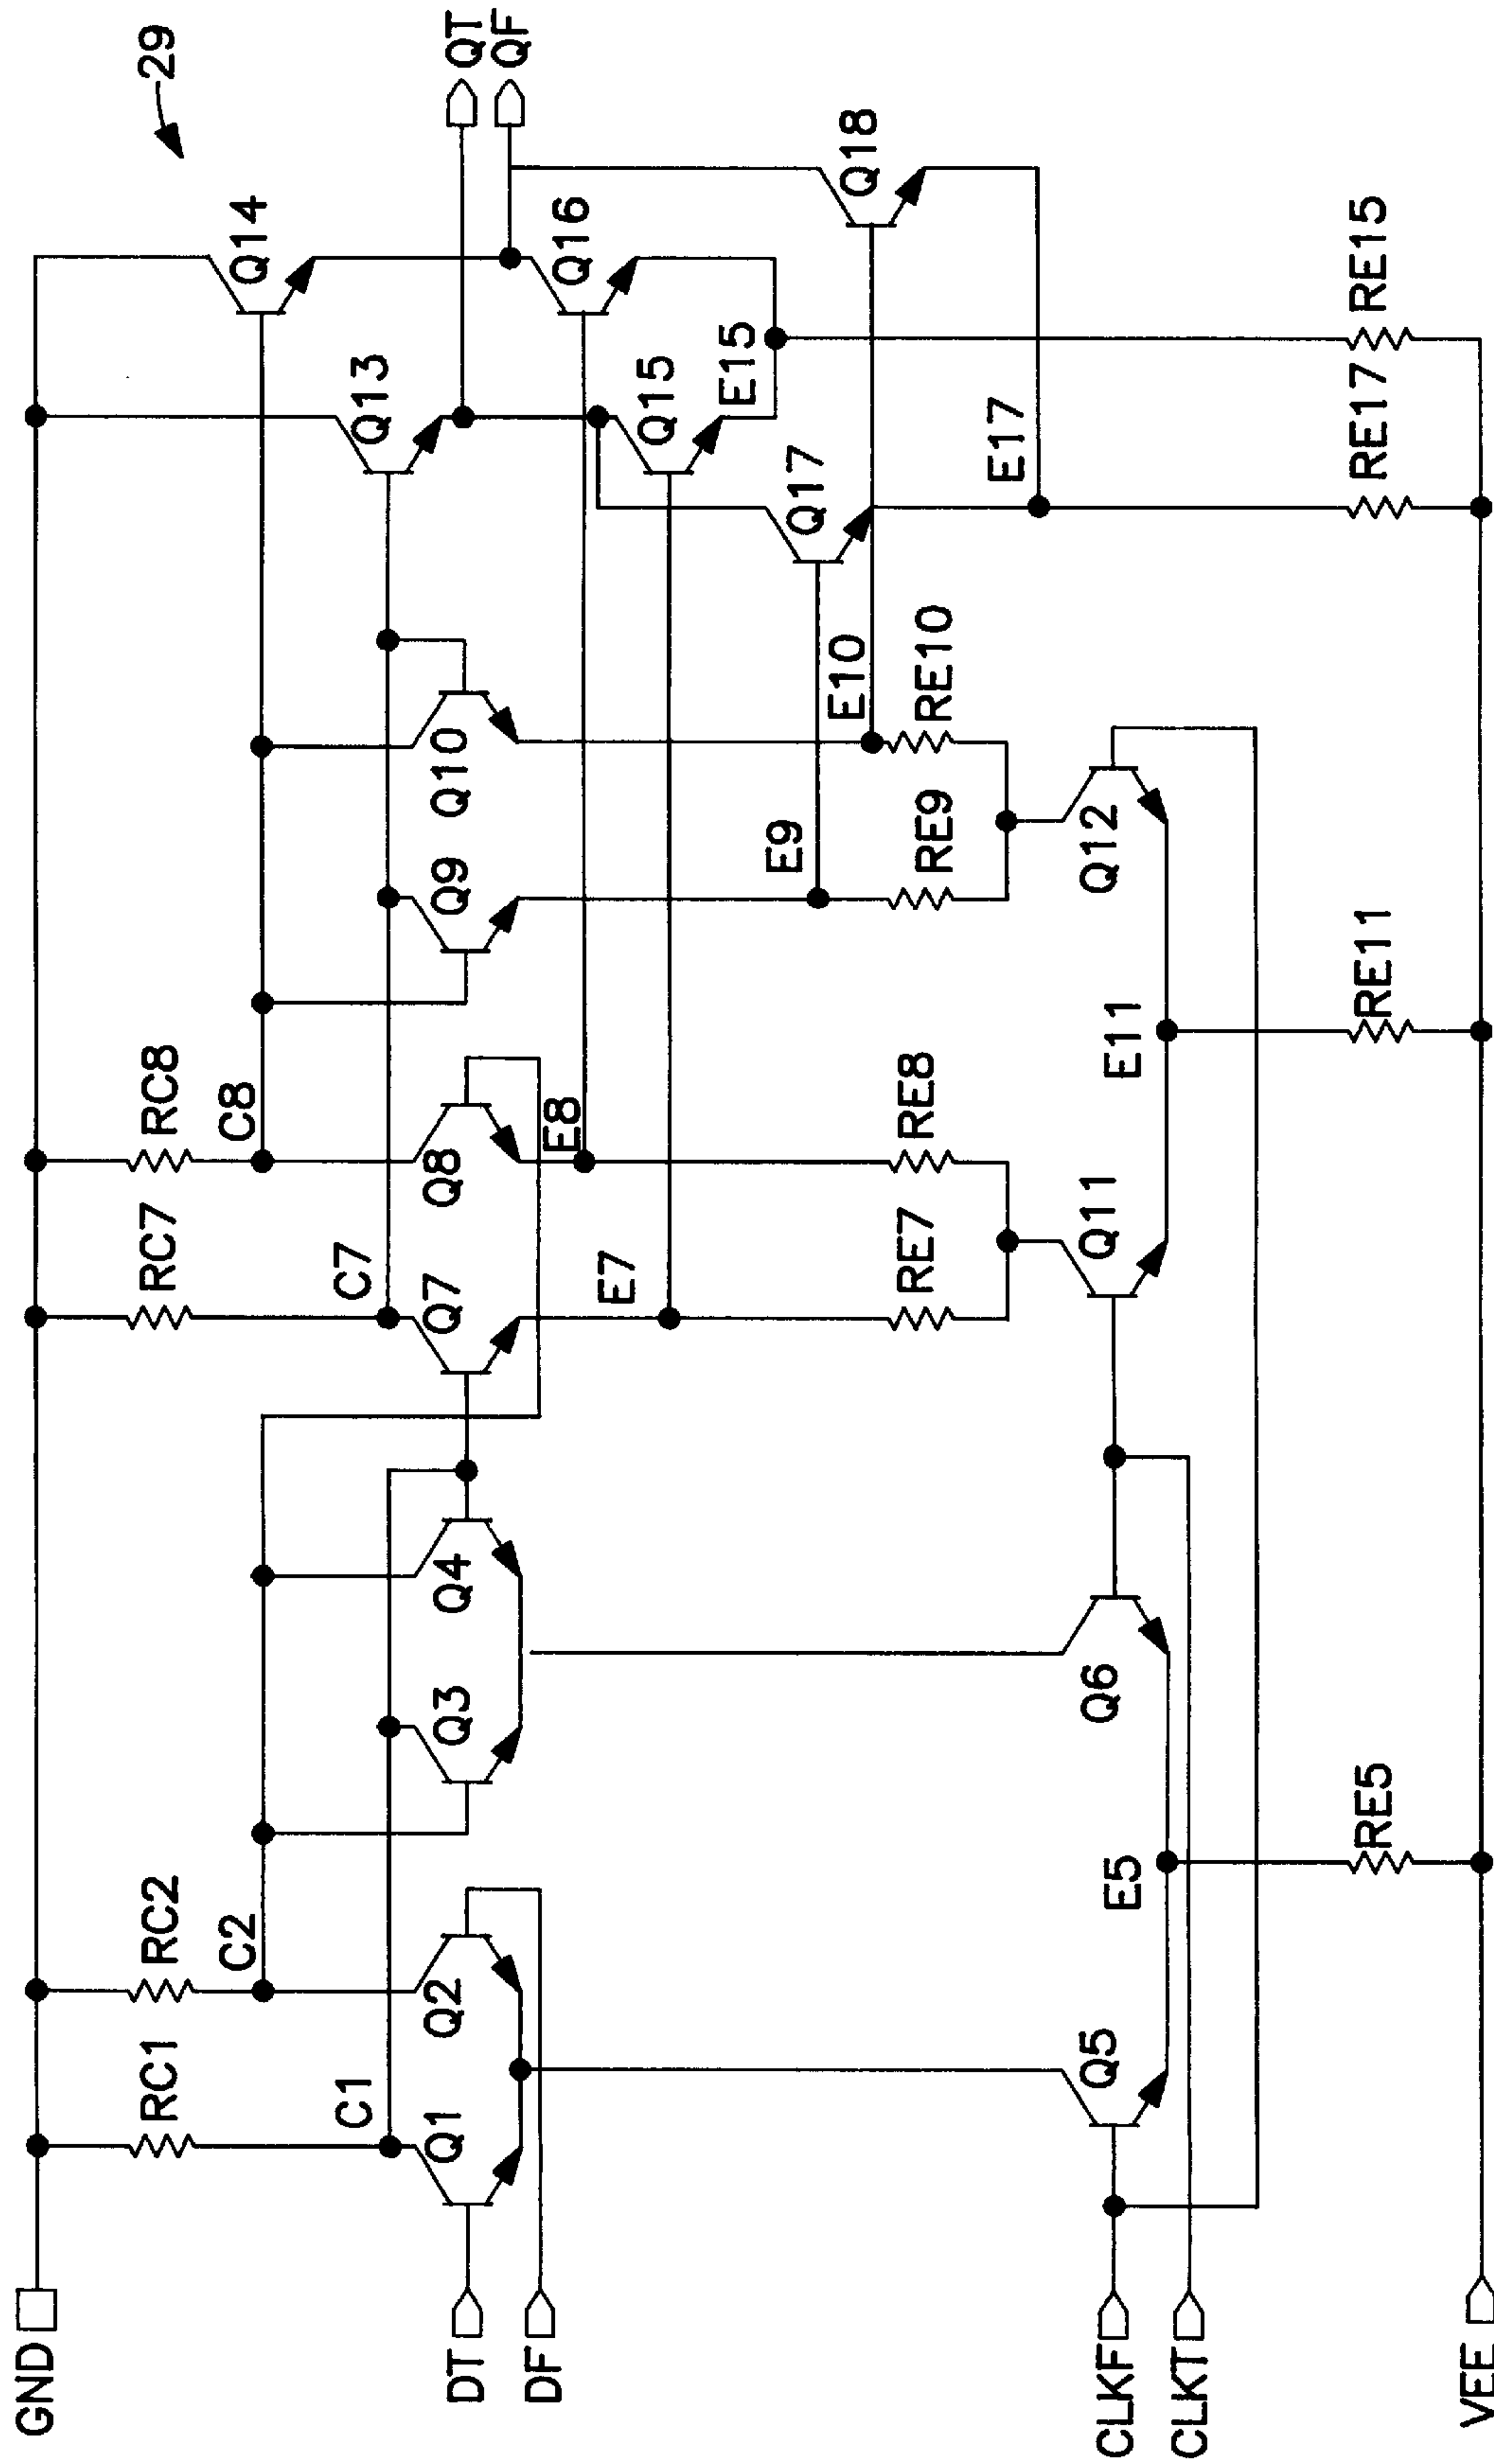 29
GND
DT
DF
CLKF
CLKT
VEE
QT
QF
RC1
RC2
RC7
RC8
C1
C2
C7
C8
Q1
Q2
Q3
Q4
Q7
Q8
Q9
Q10
Q13
Q14
Q15
Q16
Q17
Q18
E7
E8
E9
E10
E15
E17
RE7
RE8
RE9
RE10
Q5
Q6
Q11
Q12
E5
E11
RE5
RE11
RE17
RE15